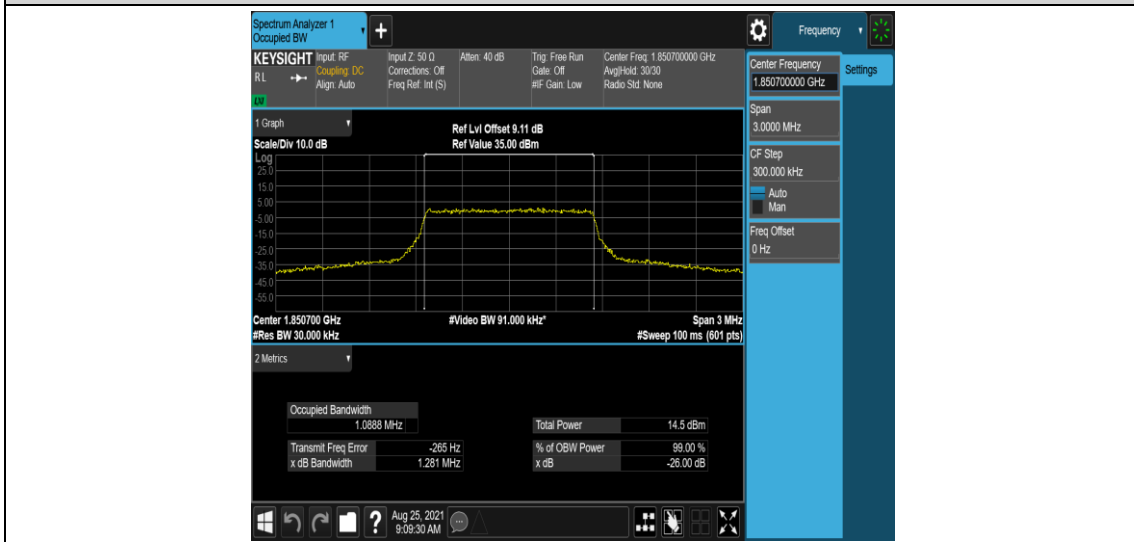 Spectrum Analyzer 1
Occupied BW
+
Frequency
KEYSIGHT
RL
LNI
Input: RF
Coupling: DC
Align: Auto
Input Z: 50 Ω
Corrections: Off
Freq Ref: Int (S)
Atten: 40 dB
Trig: Free Run
Gate: Off
#IF Gain: Low
Center Freq: 1.850700000 GHz
Avg|Hold: 30/30
Radio Std: None
Center Frequency
1.850700000 GHz
Settings
Span
3.0000 MHz
CF Step
300.000 kHz
Auto
Man
Freq Offset
0 Hz
1 Graph
Scale/Div 10.0 dB
Ref Lvl Offset 9.11 dB
Ref Value 35.00 dBm
Log
25.0
15.0
5.00
-5.00
-15.0
-25.0
-35.0
-45.0
-55.0
Center 1.850700 GHz
#Video BW 91.000 kHz*
Span 3 MHz
#Res BW 30.000 kHz
#Sweep 100 ms (601 pts)
2 Metrics
Occupied Bandwidth
1.0888 MHz
Total Power 14.5 dBm
Transmit Freq Error -265 Hz
% of OBW Power 99.00 %
x dB Bandwidth 1.281 MHz
x dB -26.00 dB
?
Aug 25, 2021
9:09:30 AM